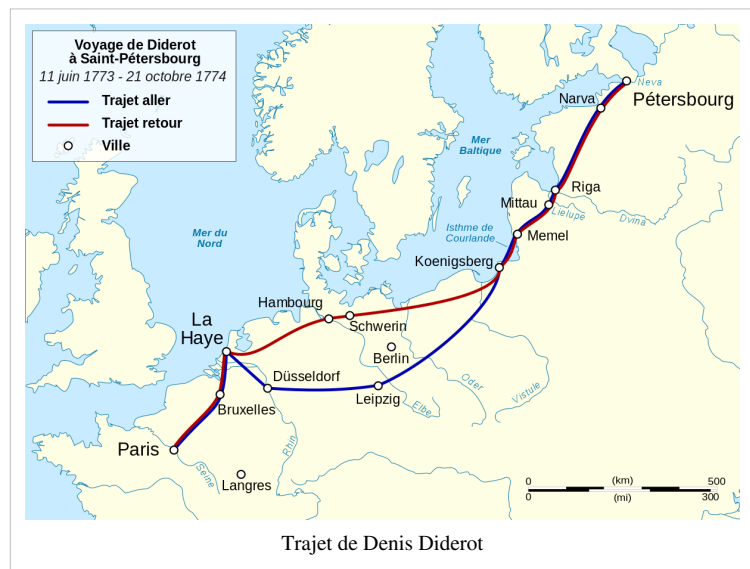 Voyage de Diderot
à Saint-Pétersbourg
11 juin 1773 - 21 octobre 1774
Trajet aller
Trajet retour
Ville
Neva
Narva
Pétersbourg
Mer
Baltique
Riga
Mittau
Lielupe
Dvina
Mer du
Nord
Isthme de
Courlande
Memel
Koenigsberg
Hambourg
La
Haye
Schwerin
Berlin
Düsseldorf
Oder
Vistule
Leipzig
Elbe
Bruxelles
Paris
Rhin
Seine
Langres
0 (km) 500
0 (mi) 300
Trajet de Denis Diderot